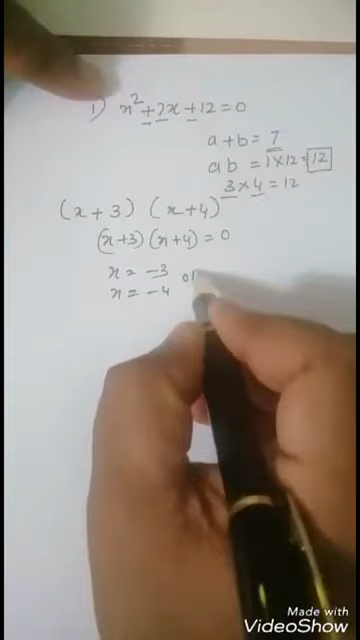 1) x² + 7x + 12 = 0
a + b = 7
ab = 1 x 12 = 12
3 x 4 = 12
(x + 3) (x + 4)
(x+3) (x+4) = 0
x = -3 or
x = -4
Made with
VideoShow